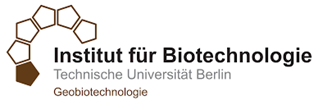 Institut für Biotechnologie
Technische Universität Berlin
Geobiotechnologie